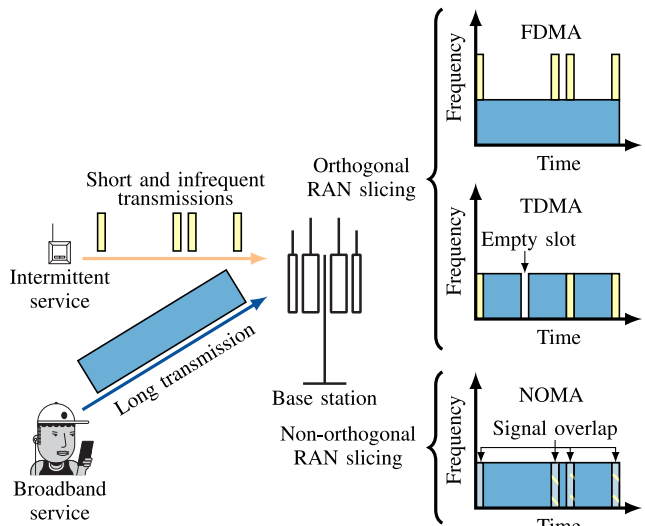 FDMA
Frequency
Time
Orthogonal
RAN slicing
Short and infrequent
transmissions
TDMA
Empty slot
Frequency
Time
Intermittent
service
Long transmission
Base station
NOMA
Non-orthogonal
RAN slicing
Signal overlap
Frequency
Broadband
service
Time